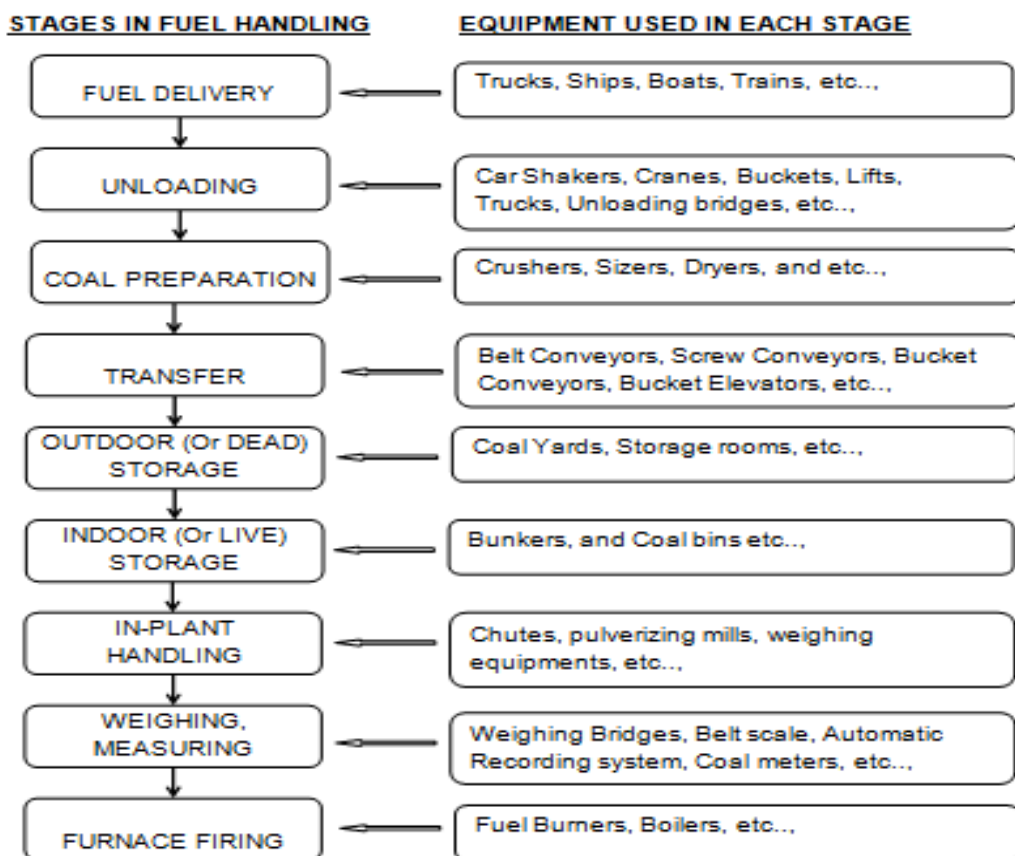 STAGES IN FUEL HANDLING
EQUIPMENT USED IN EACH STAGE
FUEL DELIVERY
Trucks, Ships, Boats, Trains, etc..,
UNLOADING
Car Shakers, Cranes, Buckets, Lifts,
Trucks, Unloading bridges, etc..,
COAL PREPARATION
Crushers, Sizers, Dryers, and etc..,
TRANSFER
Belt Conveyors, Screw Conveyors, Bucket
Conveyors, Bucket Elevators, etc..,
OUTDOOR (Or DEAD)
STORAGE
Coal Yards, Storage rooms, etc..,
INDOOR (Or LIVE)
STORAGE
Bunkers, and Coal bins etc..,
IN-PLANT
HANDLING
Chutes, pulverizing mills, weighing
equipments, etc..,
WEIGHING,
MEASURING
Weighing Bridges, Belt scale, Automatic
Recording system, Coal meters, etc..,
FURNACE FIRING
Fuel Burners, Boilers, etc..,